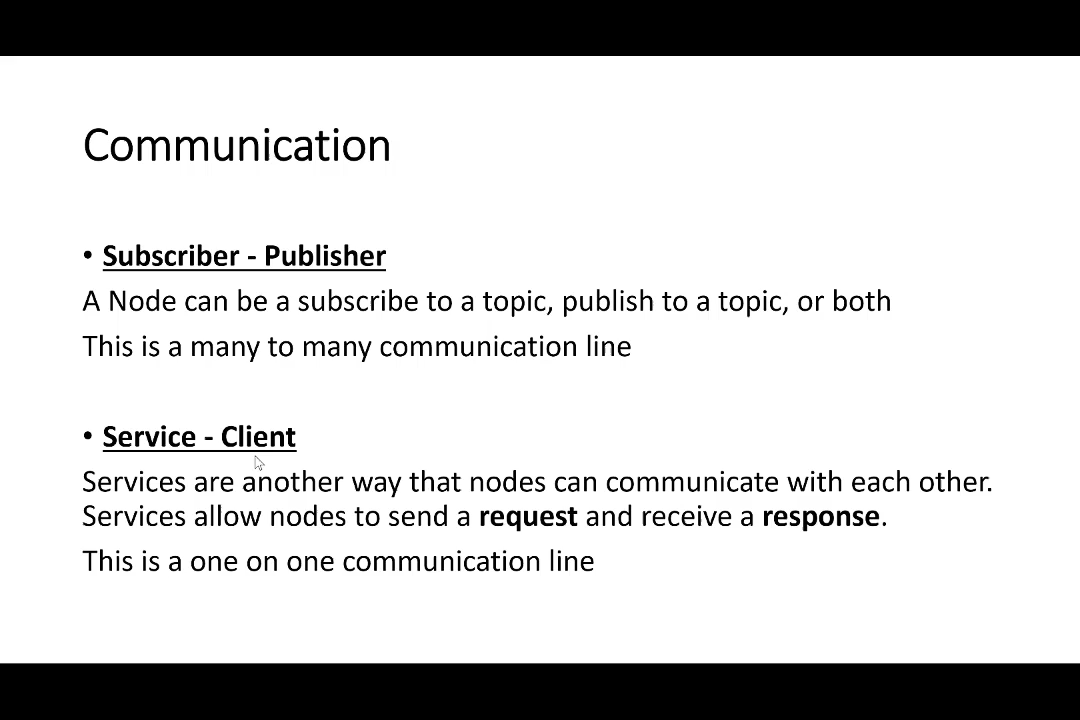 Communication
• Subscriber - Publisher
A Node can be a subscribe to a topic, publish to a topic, or both
This is a many to many communication line
• Service - Client
Services are another way that nodes can communicate with each other.
Services allow nodes to send a request and receive a response.
This is a one on one communication line